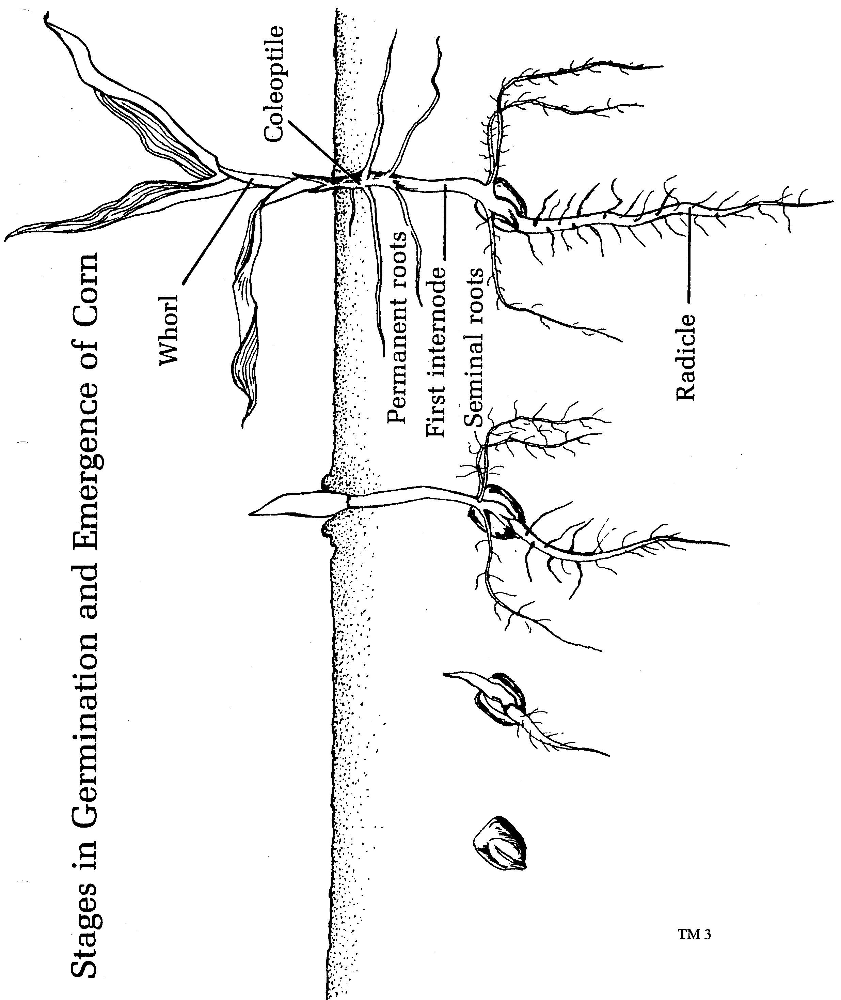 Stages in Germination and Emergence of Corn
Whorl
Coleoptile
Permanent roots
First internode
Seminal roots
Radicle
TM 3